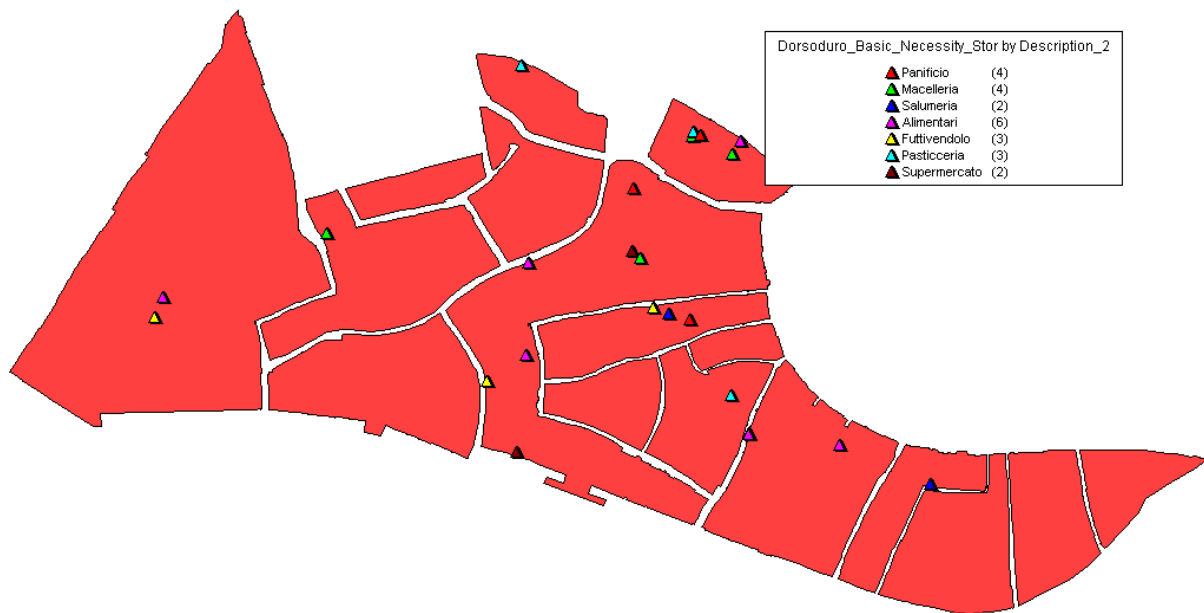 Dorsoduro_Basic_Necessity_Stor by Description_2
Panificio (4)
Macelleria (4)
Salumeria (2)
Alimentari (6)
Futtivendolo (3)
Pasticceria (3)
Supermercato (2)